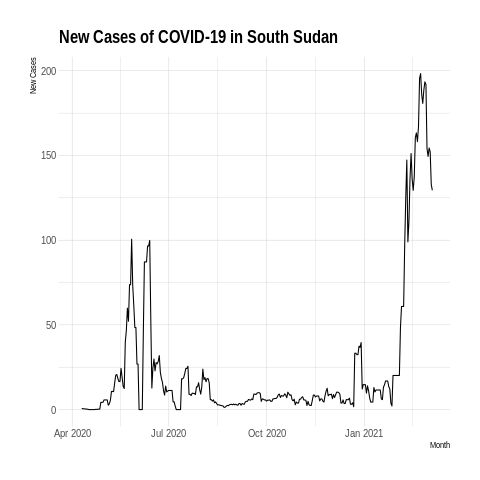 New Cases of COVID-19 in South Sudan
New Cases
200
150
100
50
0
Apr 2020
Jul 2020
Oct 2020
Jan 2021
Month